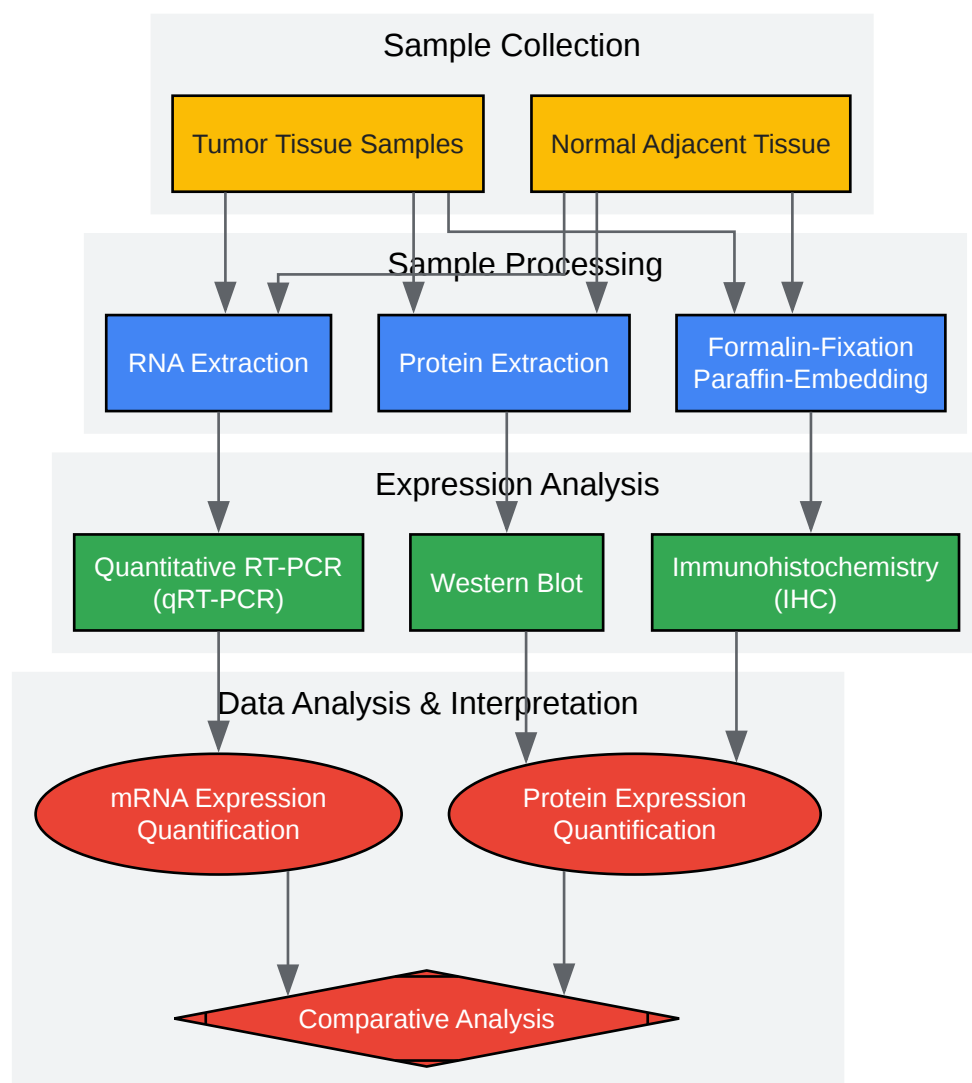 Sample Collection
Tumor Tissue Samples
Normal Adjacent Tissue
Sample Processing
RNA Extraction
Protein Extraction
Formalin-Fixation
Paraffin-Embedding
Expression Analysis
Quantitative RT-PCR
(qRT-PCR)
Western Blot
Immunohistochemistry
(IHC)
Data Analysis & Interpretation
mRNA Expression
Quantification
Protein Expression
Quantification
Comparative Analysis